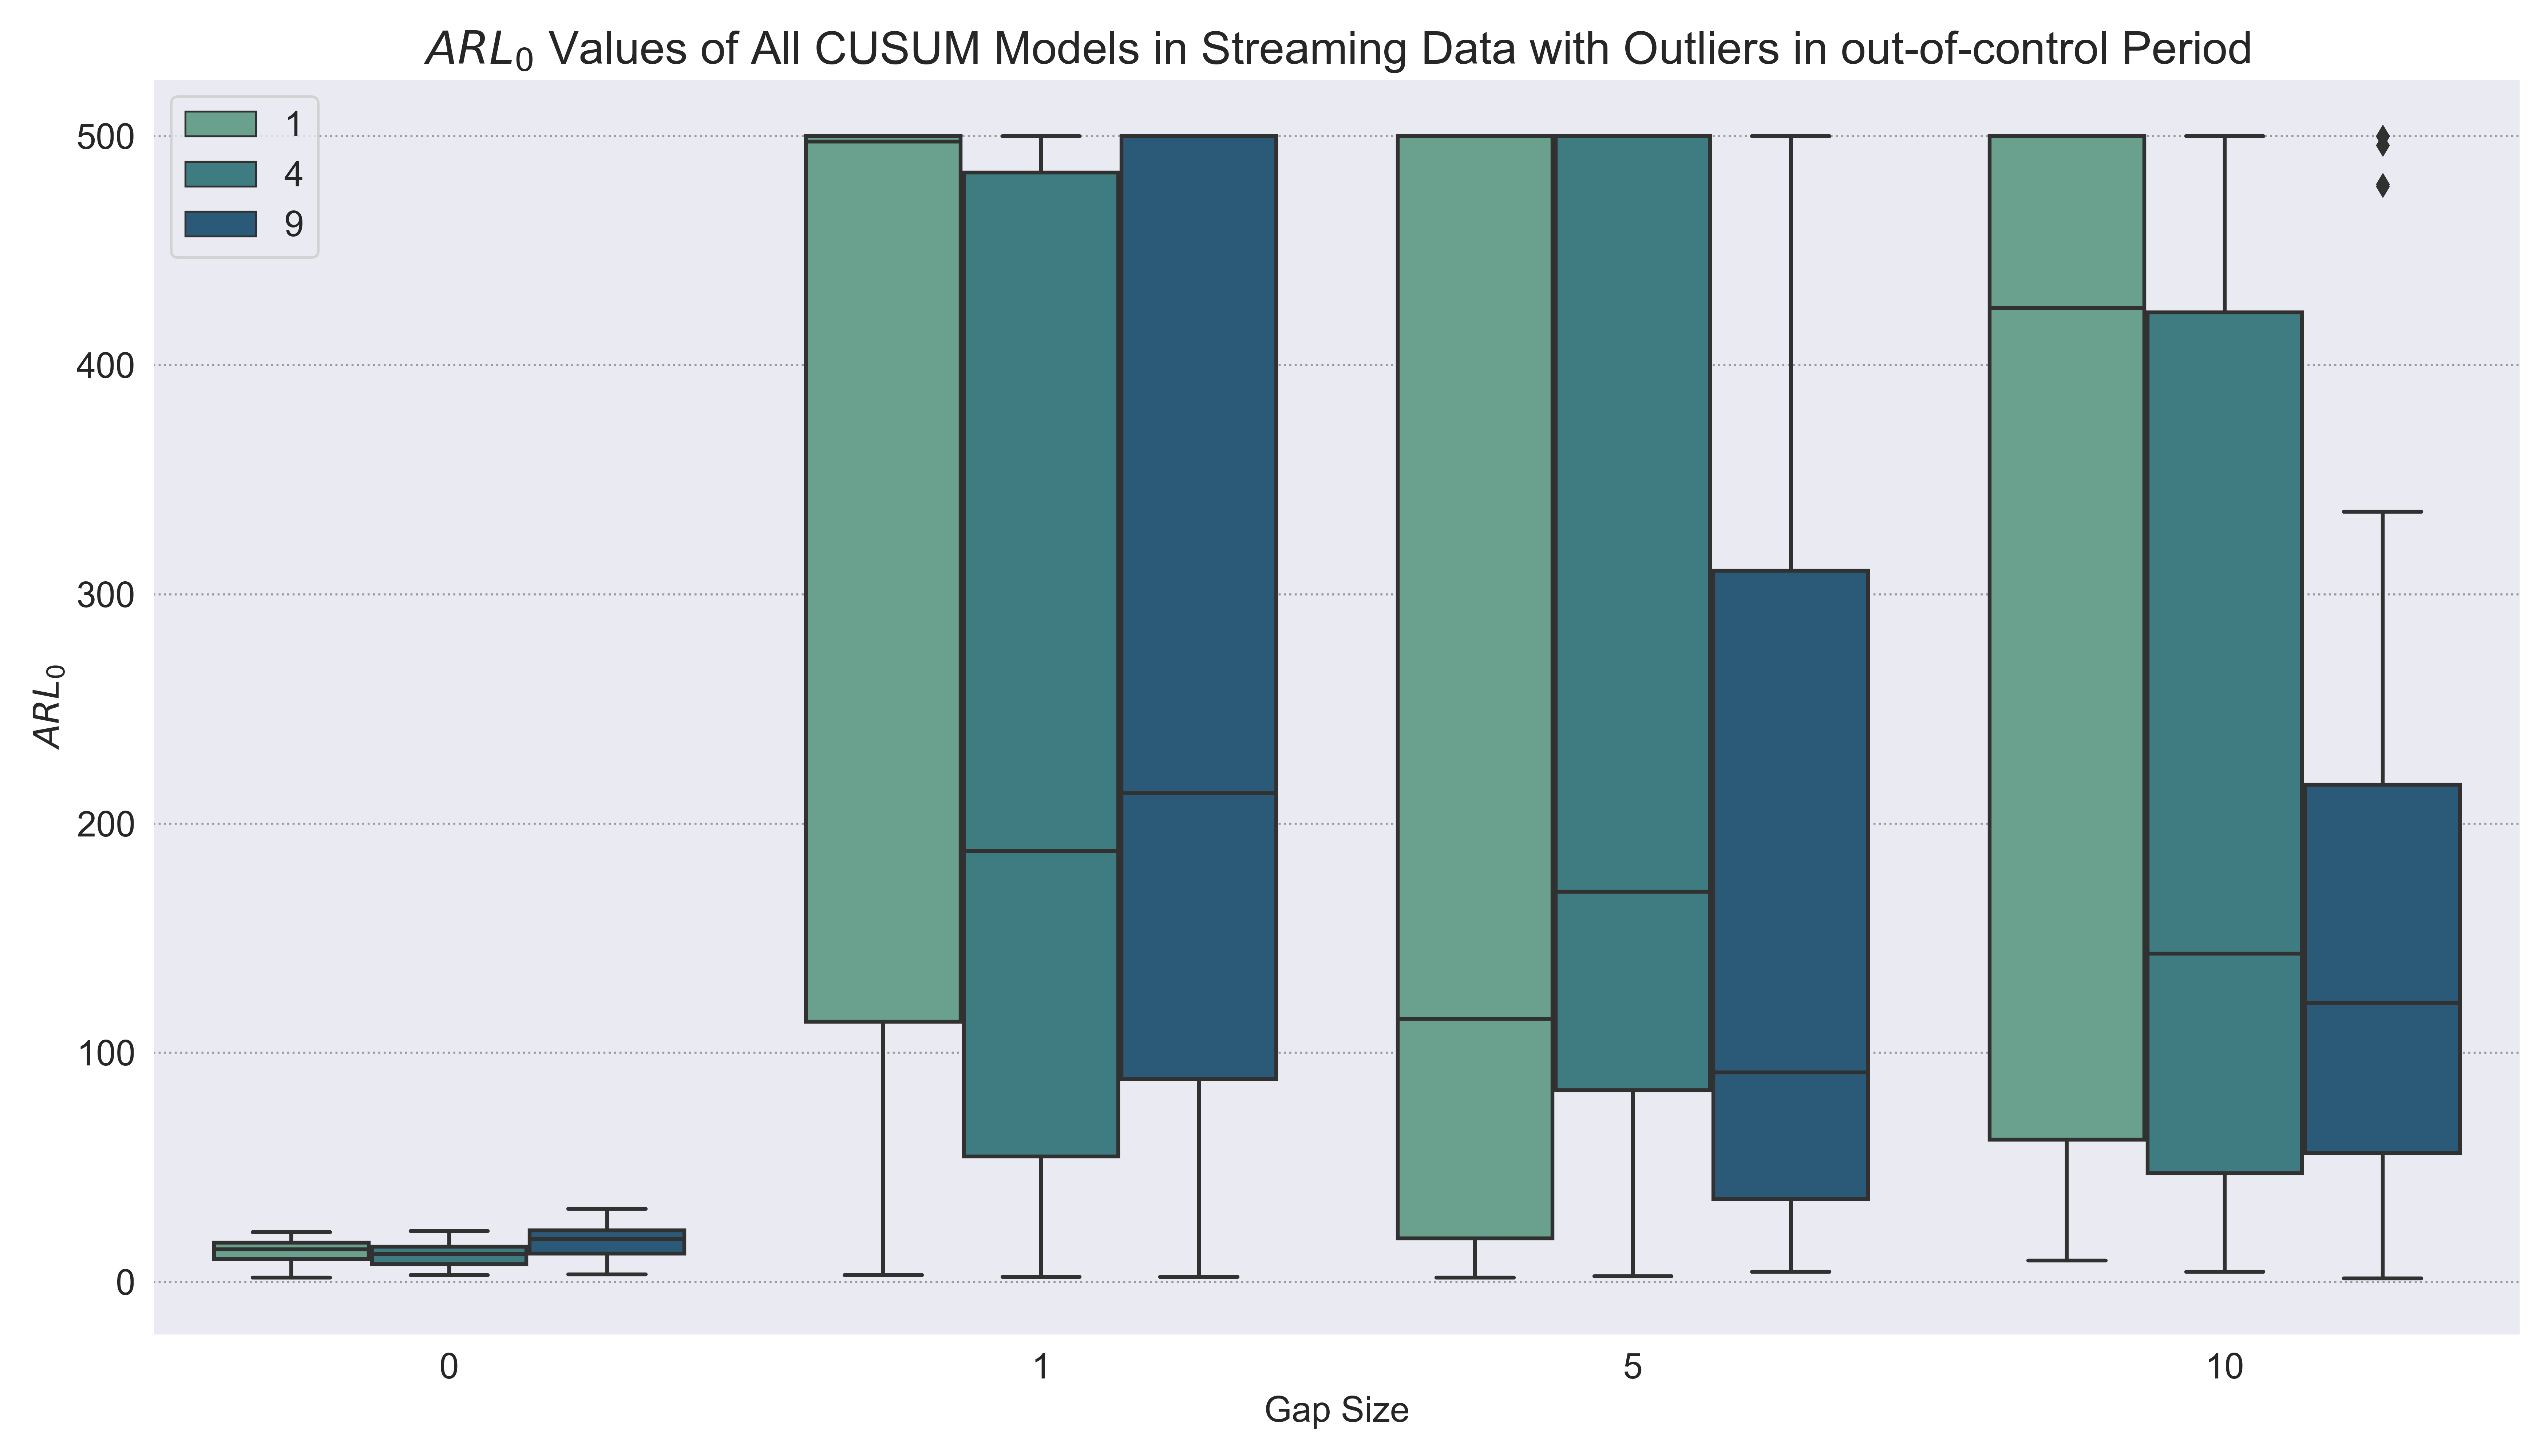 ARL₀ Values of All CUSUM Models in Streaming Data with Outliers in out-of-control Period
1
4
9
500
400
300
200
100
0
ARL₀
0 1 5 10
Gap Size